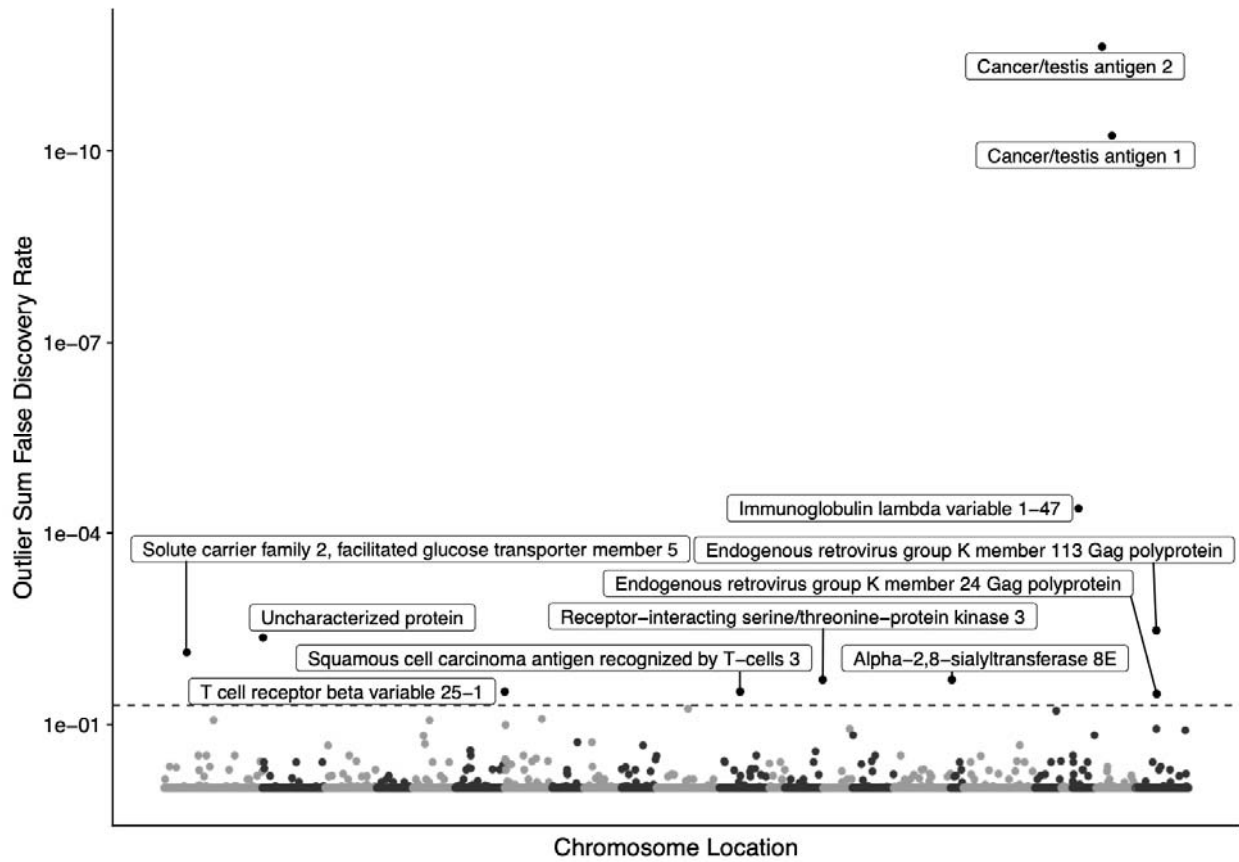 Cancer/testis antigen 2
1e−10
Cancer/testis antigen 1
Outlier Sum False Discovery Rate
1e−07
Immunoglobulin lambda variable 1−47
1e−04
Solute carrier family 2, facilitated glucose transporter member 5
Endogenous retrovirus group K member 113 Gag polyprotein
Endogenous retrovirus group K member 24 Gag polyprotein
Uncharacterized protein
Receptor−interacting serine/threonine−protein kinase 3
Squamous cell carcinoma antigen recognized by T−cells 3
Alpha−2,8−sialyltransferase 8E
T cell receptor beta variable 25−1
1e−01
Chromosome Location